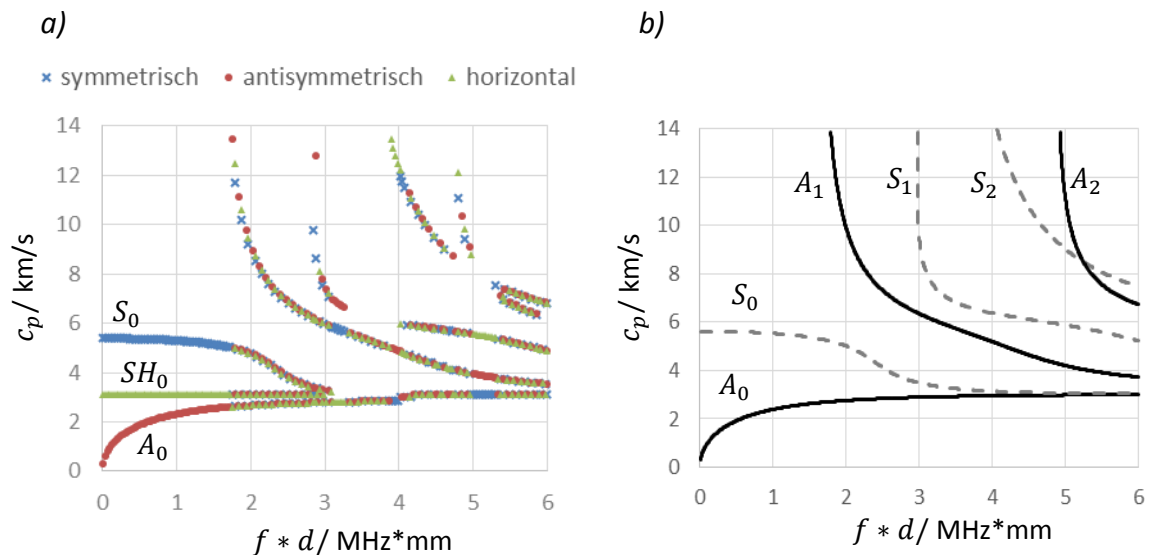 a)
× symmetrisch ● antisymmetrisch ▲ horizontal
14
12
10
8
6
4
2
0
c_p/ km/s
S_0
SH_0
A_0
0 1 2 3 4 5 6
f * d/ MHz*mm
b)
14
12
10
8
6
4
2
0
c_p/ km/s
A_1 S_1 S_2 A_2
S_0
A_0
0 1 2 3 4 5 6
f * d/ MHz*mm